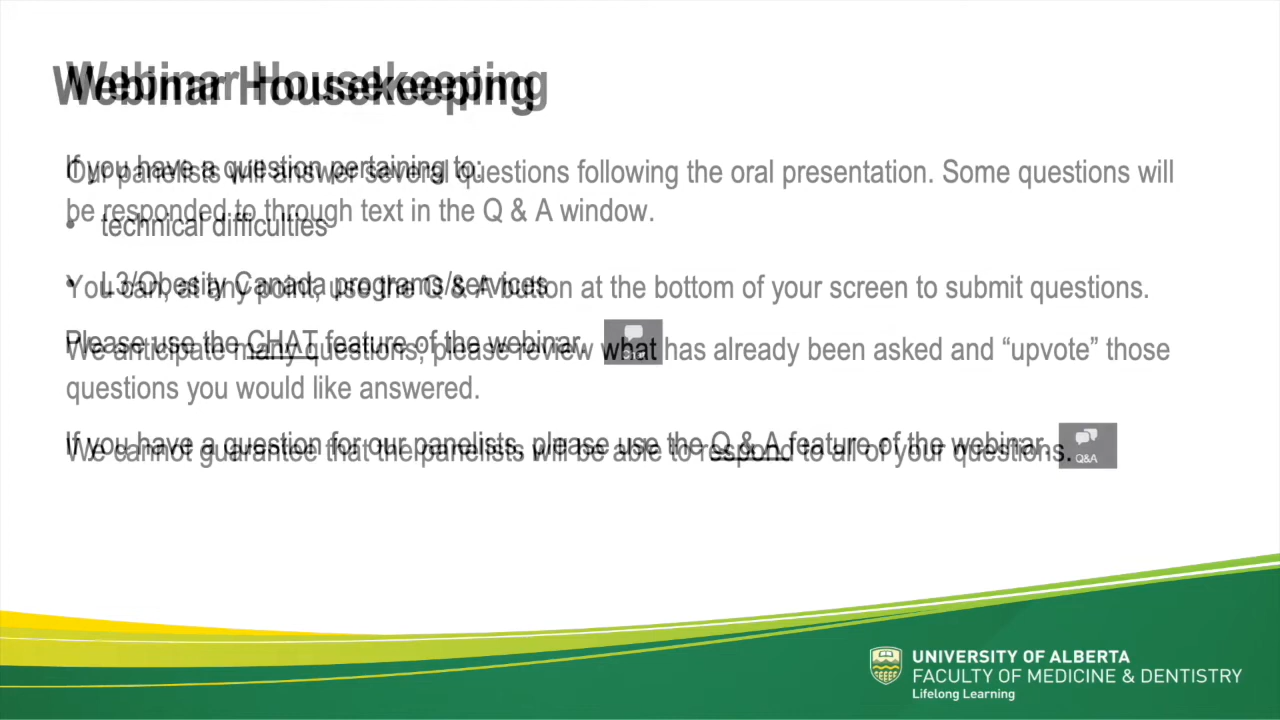 Webinar Housekeeping
Webinar Housekeeping
If you have a question pertaining to:
• technical difficulties
• L3/Obesity Canada programs/services
Please use the CHAT feature of the webinar.
Chat
If you have a question for our panelists, please use the Q & A feature of the webinar.
Q&A
Our panelists will answer several questions following the oral presentation. Some questions will
be responded to through text in the Q & A window.
You can, at any point, use the Q & A button at the bottom of your screen to submit questions.
We anticipate many questions, please review what has already been asked and “upvote” those
questions you would like answered.
We cannot guarantee that the panelists will be able to respond to all of your questions.
UNIVERSITY OF ALBERTA
FACULTY OF MEDICINE & DENTISTRY
Lifelong Learning